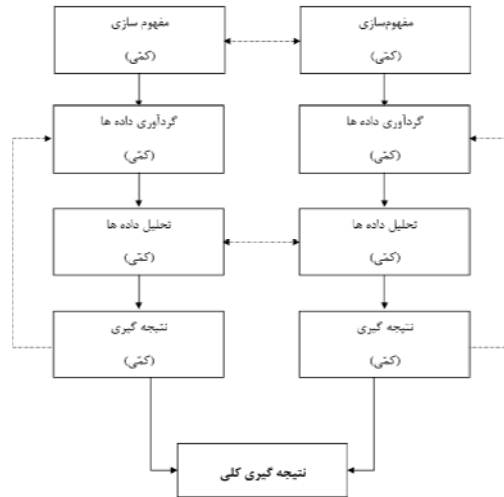 مفهوم سازی
(کمّی)
گردآوری داده ها
(کمّی)
تحلیل داده ها
(کمّی)
نتیجه گیری
(کمّی)
مفهوم‌سازی
(کمّی)
گردآوری داده ها
(کمّی)
تحلیل داده ها
(کمّی)
نتیجه گیری
(کمّی)
نتیجه گیری کلی